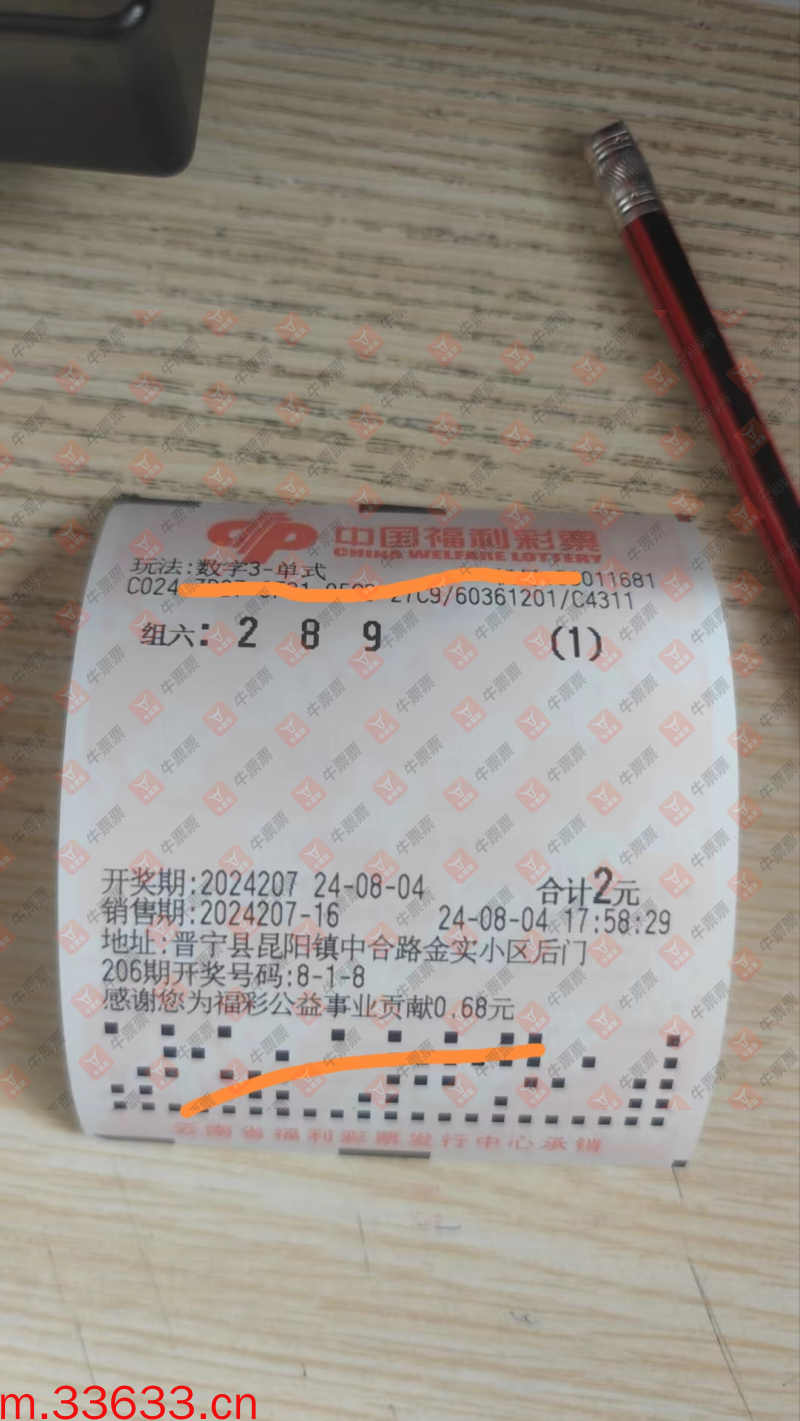 中国福利彩票
CHINA WELFARE LOTTERY
玩法:数字3-单式 011681
C024 27C9/60361201/C4311
组六: 2 8 9 (1)
开奖期:2024207 24-08-04 合计2元
销售期:2024207-16 24-08-04 17:58:29
地址:晋宁县昆阳镇中合路金实小区后门
206期开奖号码:8-1-8
感谢您为福彩公益事业贡献0.68元
云南省福利彩票发行中心承销
牛票票
m.33633.cn